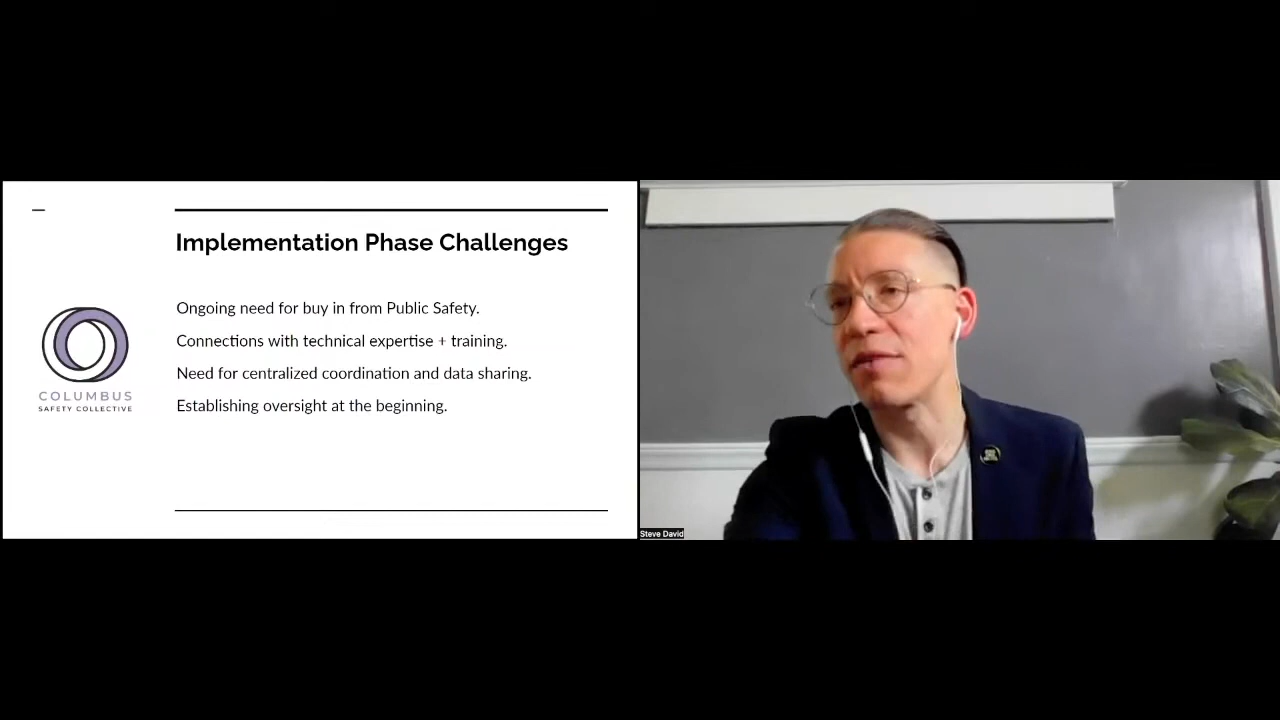 Implementation Phase Challenges
Ongoing need for buy in from Public Safety.
Connections with technical expertise + training.
Need for centralized coordination and data sharing.
Establishing oversight at the beginning.
COLUMBUS
SAFETY COLLECTIVE
Steve David